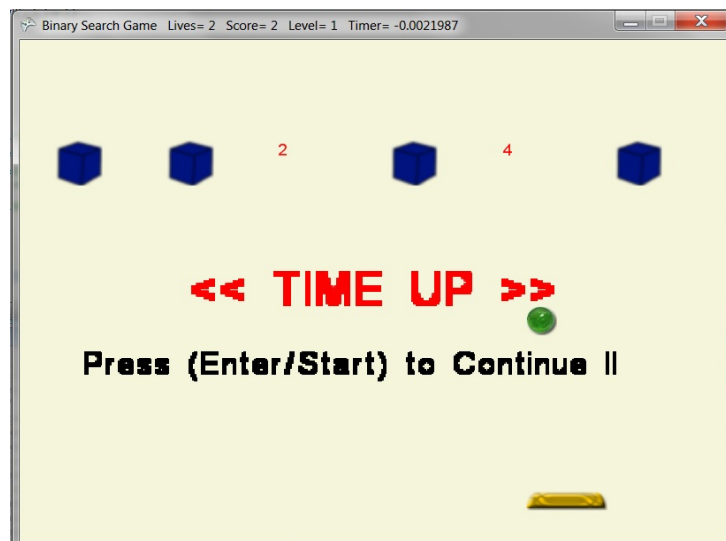 Binary Search Game Lives= 2 Score= 2 Level= 1 Timer= -0.0021987
2 4
<< TIME UP >>
Press (Enter/Start) to Continue ||